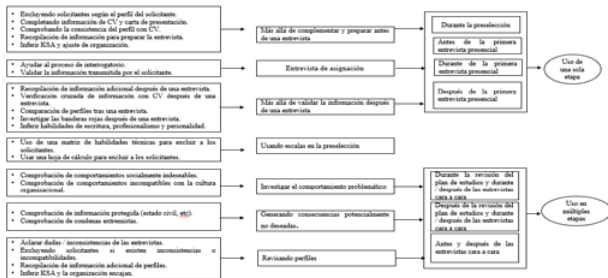 • Excluyendo solicitantes según el perfil del solicitante.
• Completando información de CV y carta de presentación.
• Comprobando la consistencia del perfil con CV.
• Recopilación de información para preparar la entrevista.
• Inferir KSA y ajuste de organización.
Más allá de complementar y preparar antes
de una entrevista
Durante la preselección
Antes de la primera
entrevista presencial
Durante de la primera
entrevista presencial
Después de la primera
entrevista presencial
Uso de
una sola
etapa
• Ayudar al proceso de interrogatorio.
• Validar la información transmitida por el solicitante.
Entrevista de asignación
• Recopilación de información adicional después de una entrevista.
• Verificación cruzada de información con CV después de una
entrevista.
• Comparación de perfiles tras una entrevista.
• Investigar las banderas rojas después de una entrevista.
• Inferir habilidades de escritura, profesionalismo y personalidad.
Más allá de validar la información después
de una entrevista
• Uso de una matriz de habilidades técnicas para excluir a los
solicitantes.
• Usar una hoja de cálculo para excluir a los solicitantes.
Usando escalas en la preselección
• Comprobación de comportamientos socialmente indeseables.
• Comprobación de comportamientos incompatibles con la cultura
organizacional.
Investigar el comportamiento problemático
Durante la revisión del
plan de estudios y durante
/ después de las entrevistas
cara a cara
Después de la revisión del
plan de estudios y durante
/ después de las entrevistas
cara a cara
Antes y después de las
entrevistas cara a cara
Uso en
múltiples
etapas
• Comprobación de información protegida (estado civil, etc).
• Comprobación de condenas extremistas.
Generando consecuencias potencialmente
no deseadas.
• Aclarar dudas / inconsistencias de las entrevistas.
• Excluyendo solicitantes si existen inconsistencias o
incompatibilidades.
• Recopilación de información adicional de perfiles.
• Inferir KSA y la organización encajan.
Revisando perfiles